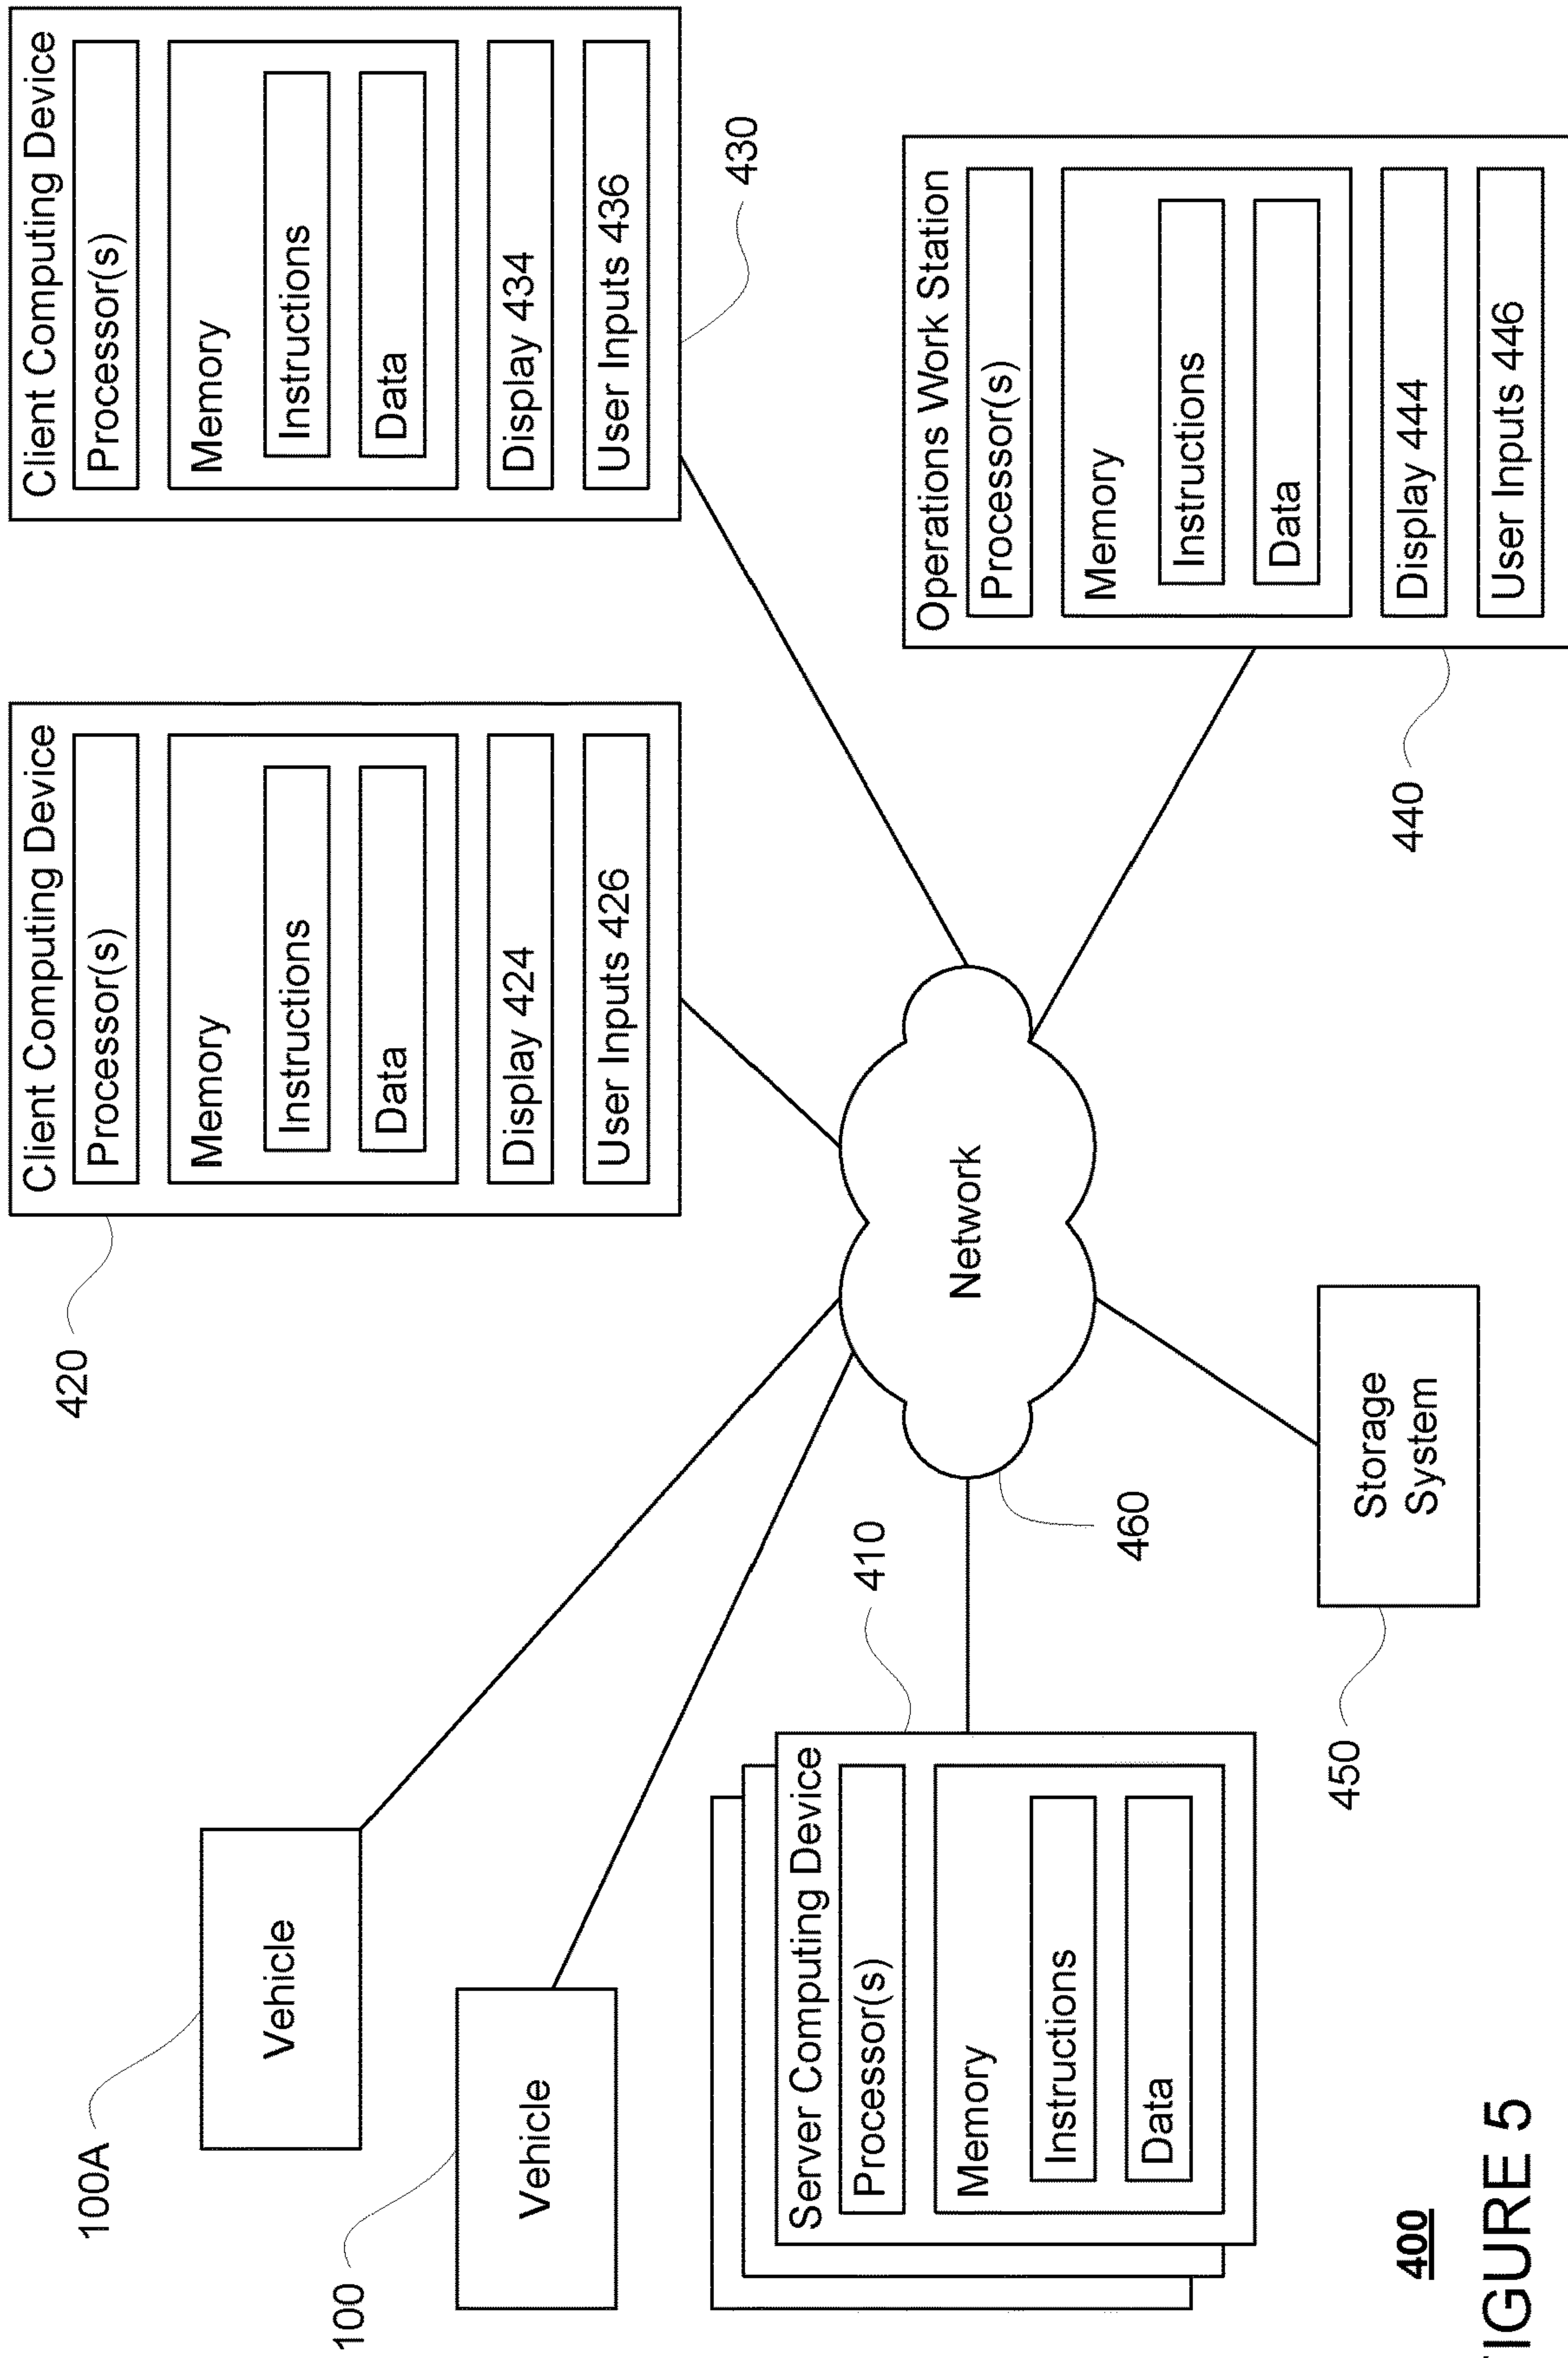 100A
Vehicle
100
Vehicle
420
Client Computing Device
Processor(s)
Memory
Instructions
Data
Display 424
User Inputs 426
Client Computing Device
Processor(s)
Memory
Instructions
Data
Display 434
User Inputs 436
430
Server Computing Device
Processor(s)
Memory
Instructions
Data
410
Network
460
Operations Work Station
Processor(s)
Memory
Instructions
Data
Display 444
User Inputs 446
440
Storage
System
450
400
IGURE 5